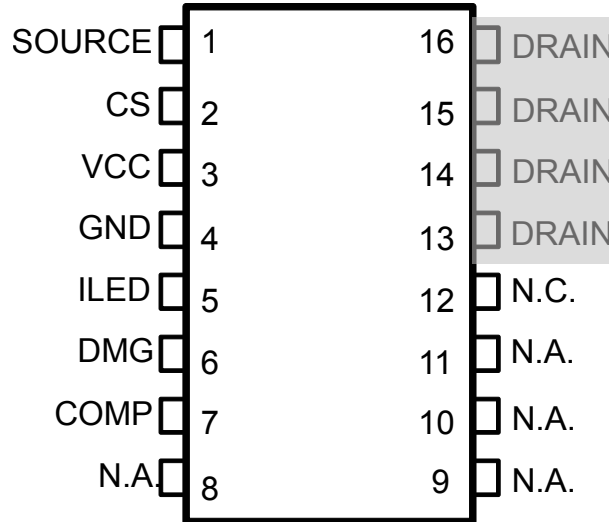 SOURCE 1 16 DRAIN
CS 2 15 DRAIN
VCC 3 14 DRAIN
GND 4 13 DRAIN
ILED 5 12 N.C.
DMG 6 11 N.A.
COMP 7 10 N.A.
N.A. 8 9 N.A.